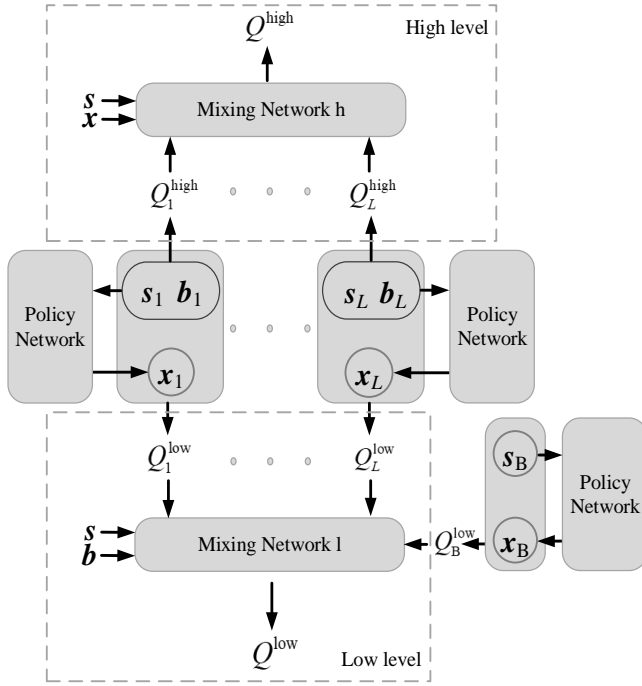 Q^high
High level
s
x
Mixing Network h
Q_1^high
Q_L^high
Policy
Network
s_1 b_1
s_L b_L
Policy
Network
x_1
x_L
Q_1^low
Q_L^low
s_B
Policy
Network
s
b
Mixing Network l
Q_B^low
x_B
Q^low
Low level